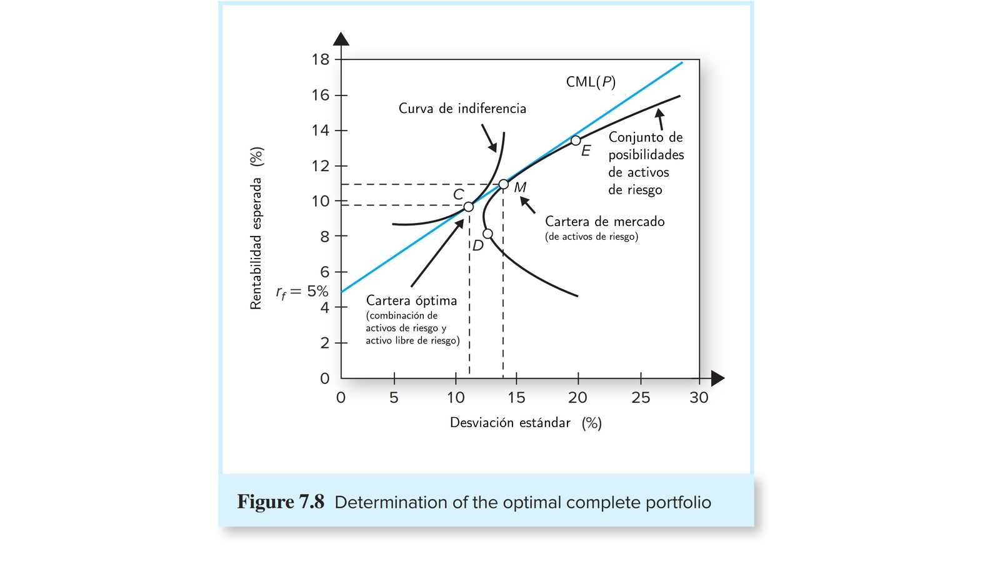 18
CML(P)
16
Curva de indiferencia
14
Conjunto de
posibilidades
de activos
de riesgo
E
12
Rentabilidad esperada (%)
M
C
10
Cartera de mercado
(de activos de riesgo)
8
D
6
r_f = 5%
Cartera óptima
(combinación de
activos de riesgo y
activo libre de riesgo)
4
2
0
0 5 10 15 20 25 30
Desviación estándar (%)
Figure 7.8 Determination of the optimal complete portfolio